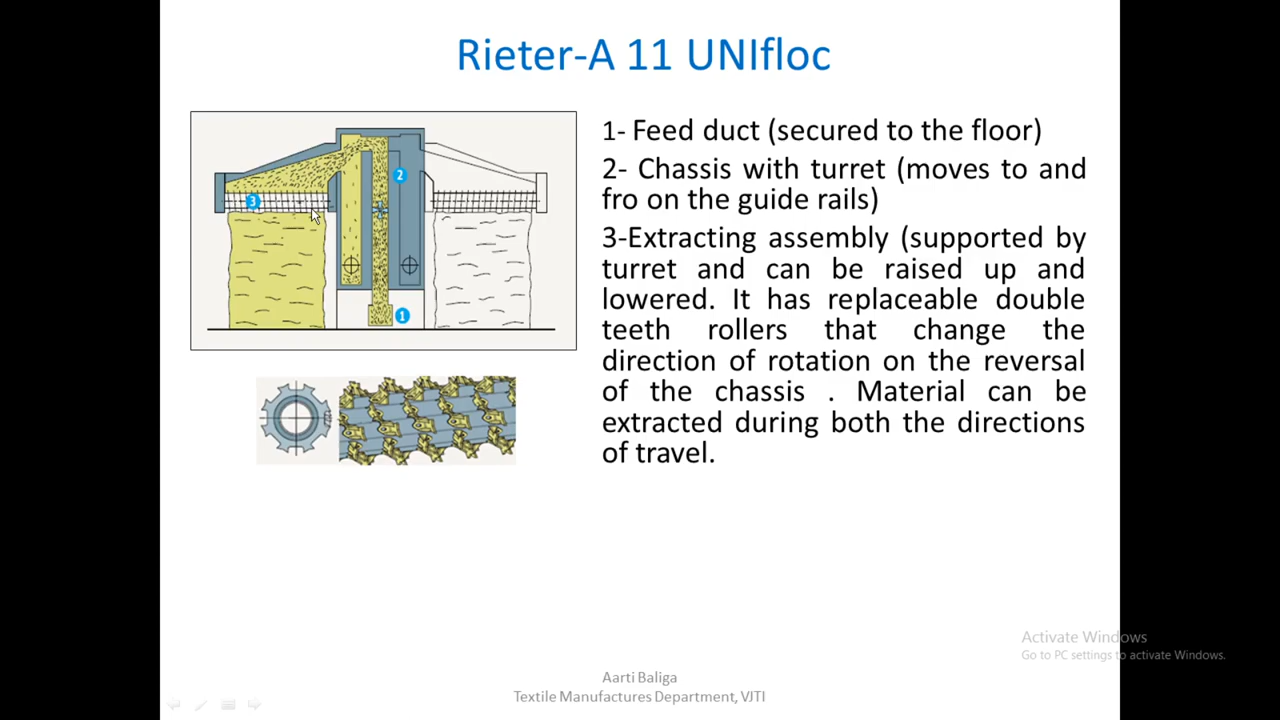 Rieter-A 11 UNIfloc
3
2
1
1- Feed duct (secured to the floor)
2- Chassis with turret (moves to and
fro on the guide rails)
3-Extracting assembly (supported by
turret and can be raised up and
lowered. It has replaceable double
teeth rollers that change the
direction of rotation on the reversal
of the chassis . Material can be
extracted during both the directions
of travel.
Activate Windows
Go to PC settings to activate Windows.
Aarti Baliga
Textile Manufactures Department, VJTI